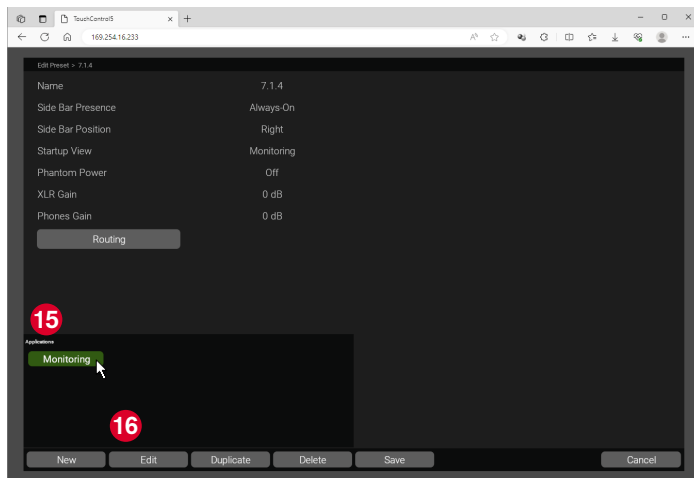 TouchControl5
169.254.16.233
Edit Preset > 7.1.4
Name 7.1.4
Side Bar Presence Always-On
Side Bar Position Right
Startup View Monitoring
Phantom Power Off
XLR Gain 0 dB
Phones Gain 0 dB
Routing
15
Applications
Monitoring
16
New Edit Duplicate Delete Save Cancel